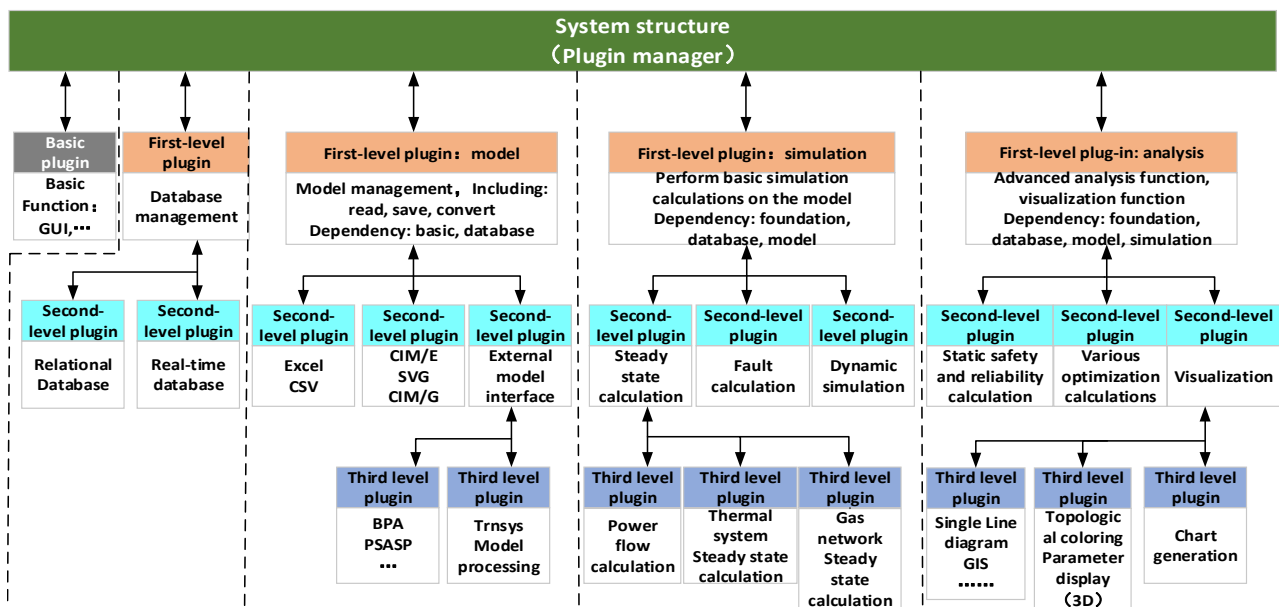 System structure
（Plugin manager）
Basic
plugin
Basic
Function：
GUI,⋯
First-level
plugin
Database
management
First-level plugin：model
Model management，Including:
read, save, convert
Dependency: basic, database
First-level plugin：simulation
Perform basic simulation
calculations on the model
Dependency: foundation,
database, model
First-level plug-in: analysis
Advanced analysis function,
visualization function
Dependency: foundation,
database, model, simulation
Second-
level plugin
Relational
Database
Second-
level plugin
Real-time
database
Second-
level plugin
Excel
CSV
Second-
level plugin
CIM/E
SVG
CIM/G
Second-
level plugin
External
model
interface
Second-
level plugin
Steady
state
calculation
Second-level
plugin
Fault
calculation
Second-
level plugin
Dynamic
simulation
Second-level
plugin
Static safety
and reliability
calculation
Second-level
plugin
Various
optimization
calculations
Second-level
plugin
Visualization
Third level
plugin
BPA
PSASP
⋯
Third level
plugin
Trnsys
Model
processing
Third level
plugin
Power
flow
calculation
Third level
plugin
Thermal
system
Steady state
calculation
Third level
plugin
Gas
network
Steady
state
calculation
Third level
plugin
Single Line
diagram
GIS
⋯⋯
Third level
plugin
Topologic
al coloring
Parameter
display
（3D）
Third level
plugin
Chart
generation